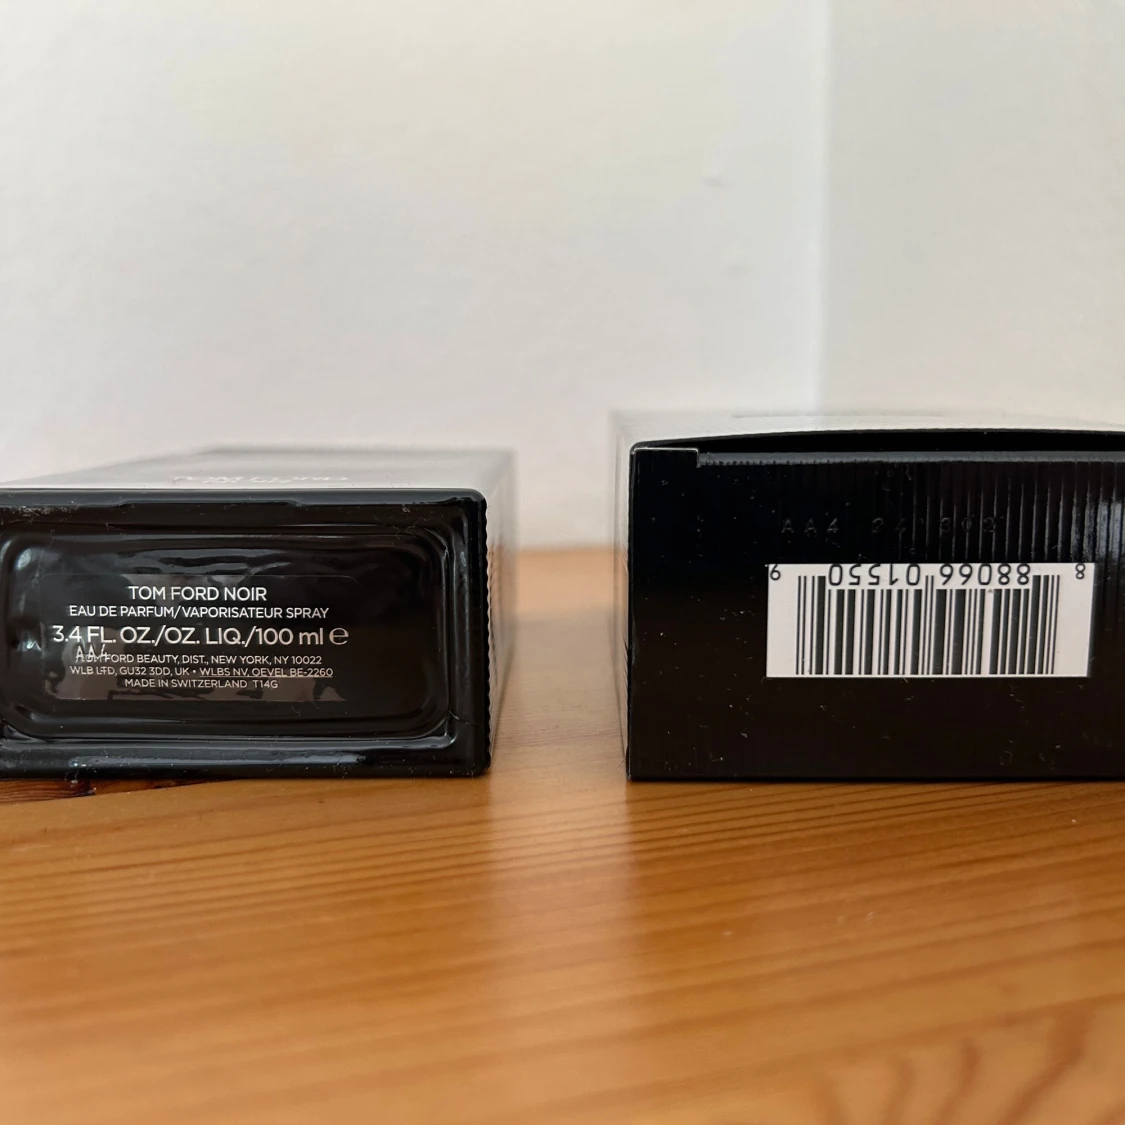 TOM FORD NOIR
EAU DE PARFUM/VAPORISATEUR SPRAY
3.4 FL. OZ./OZ. LIQ./100 ml ℮
AA4
FORD BEAUTY, DIST., NEW YORK, NY 10022
WLB LTD, GU32 3DD, UK • WLBS NV, OEVEL BE-2260
MADE IN SWITZERLAND T14G
AA4
8 88066 01550 9